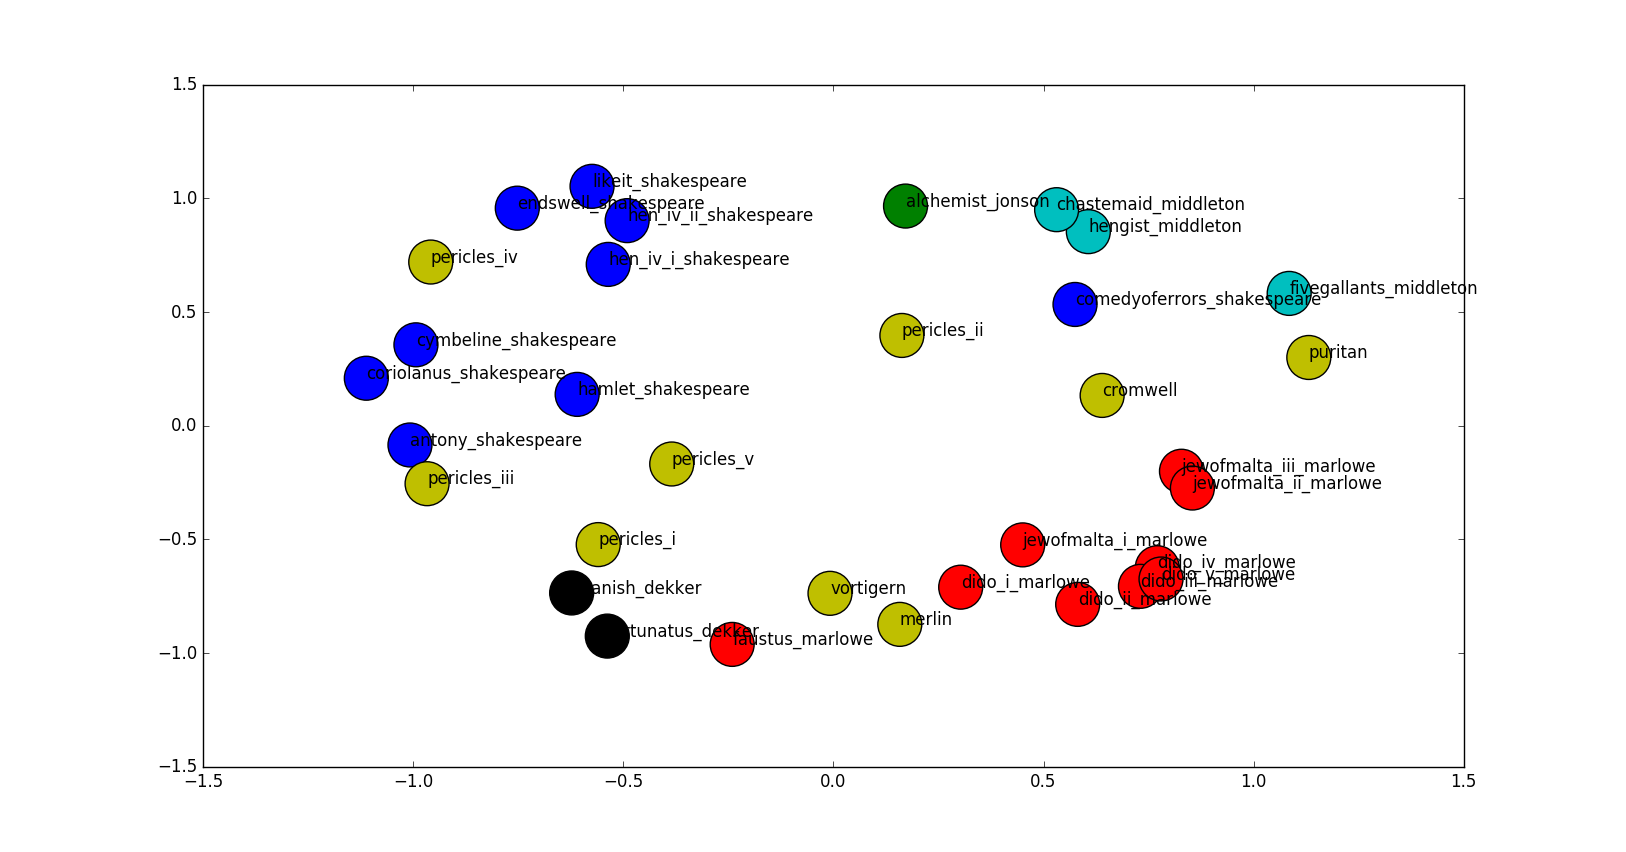 1.5
likeit_shakespeare
endswell_shakespeare
alchemist_jonson
chastemaid_middleton
1.0
hen_iv_ii_shakespeare
hengist_middleton
pericles_iv
hen_iv_i_shakespeare
fivegallants_middleton
comedyoferrors_shakespeare
0.5
pericles_ii
cymbeline_shakespeare
puritan
coriolanus_shakespeare
hamlet_shakespeare
cromwell
0.0
antony_shakespeare
pericles_v
jewofmalta_iii_marlowe
pericles_iii
jewofmalta_ii_marlowe
−0.5
pericles_i
jewofmalta_i_marlowe
dido_iv_marlowe
dido_v_marlowe
dido_i_marlowe
dido_iii_marlowe
anish_dekker
vortigern
dido_ii_marlowe
merlin
tunatus_dekker
faustus_marlowe
−1.0
−1.5
−1.5 −1.0 −0.5 0.0 0.5 1.0 1.5